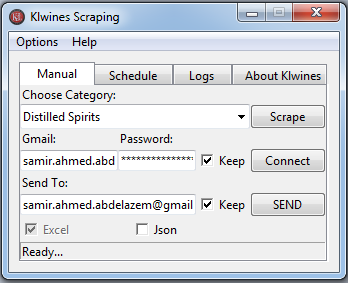 KL Klwines Scraping
Options Help
Manual Schedule Logs About Klwines
Choose Category:
Distilled Spirits Scrape
Gmail: Password:
samir.ahmed.abd *************** Keep Connect
Send To:
samir.ahmed.abdelazem@gmail Keep SEND
Excel Json
Ready...